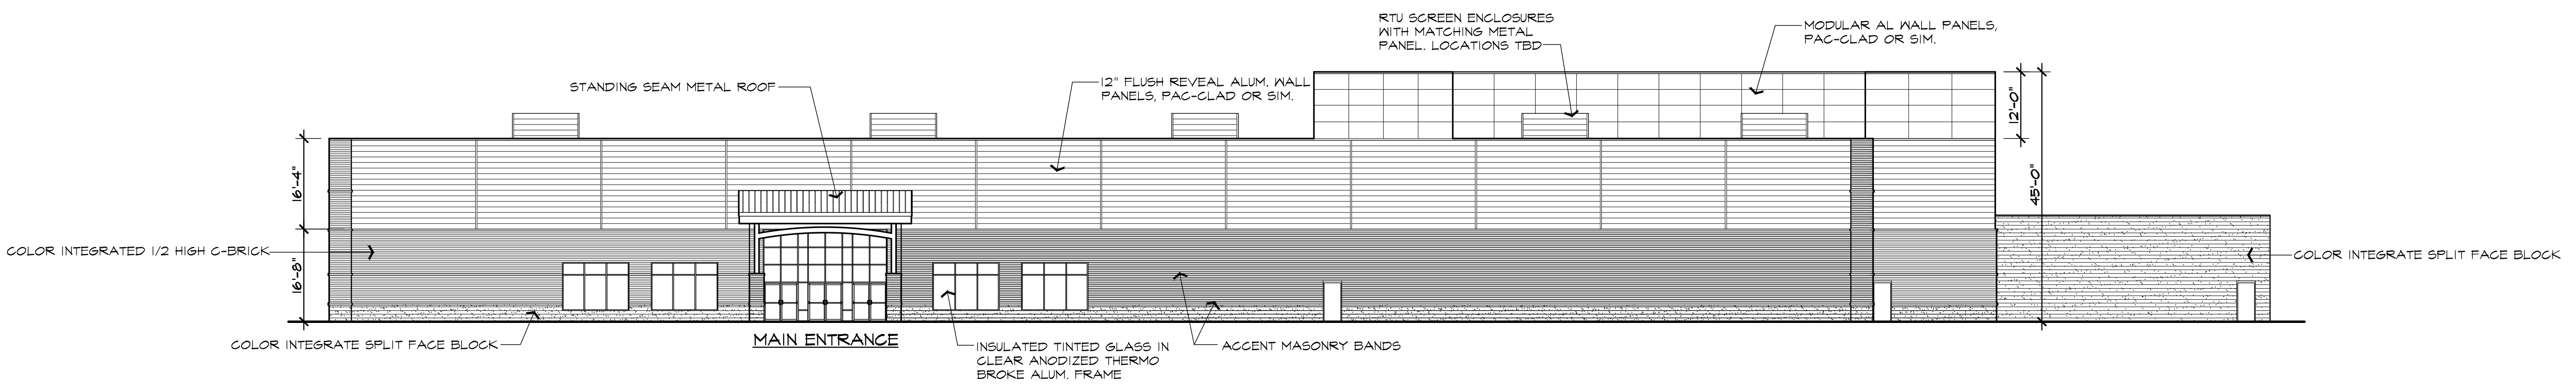 RTU SCREEN ENCLOSURES
WITH MATCHING METAL
PANEL. LOCATIONS TBD
MODULAR AL WALL PANELS,
PAC-CLAD OR SIM.
STANDING SEAM METAL ROOF
12" FLUSH REVEAL ALUM. WALL
PANELS, PAC-CLAD OR SIM.
12'-0"
45'-0"
16'-4"
16'-8"
COLOR INTEGRATED 1/2 HIGH C-BRICK
COLOR INTEGRATE SPLIT FACE BLOCK
COLOR INTEGRATE SPLIT FACE BLOCK
MAIN ENTRANCE
INSULATED TINTED GLASS IN
CLEAR ANODIZED THERMO
BROKE ALUM. FRAME
ACCENT MASONRY BANDS